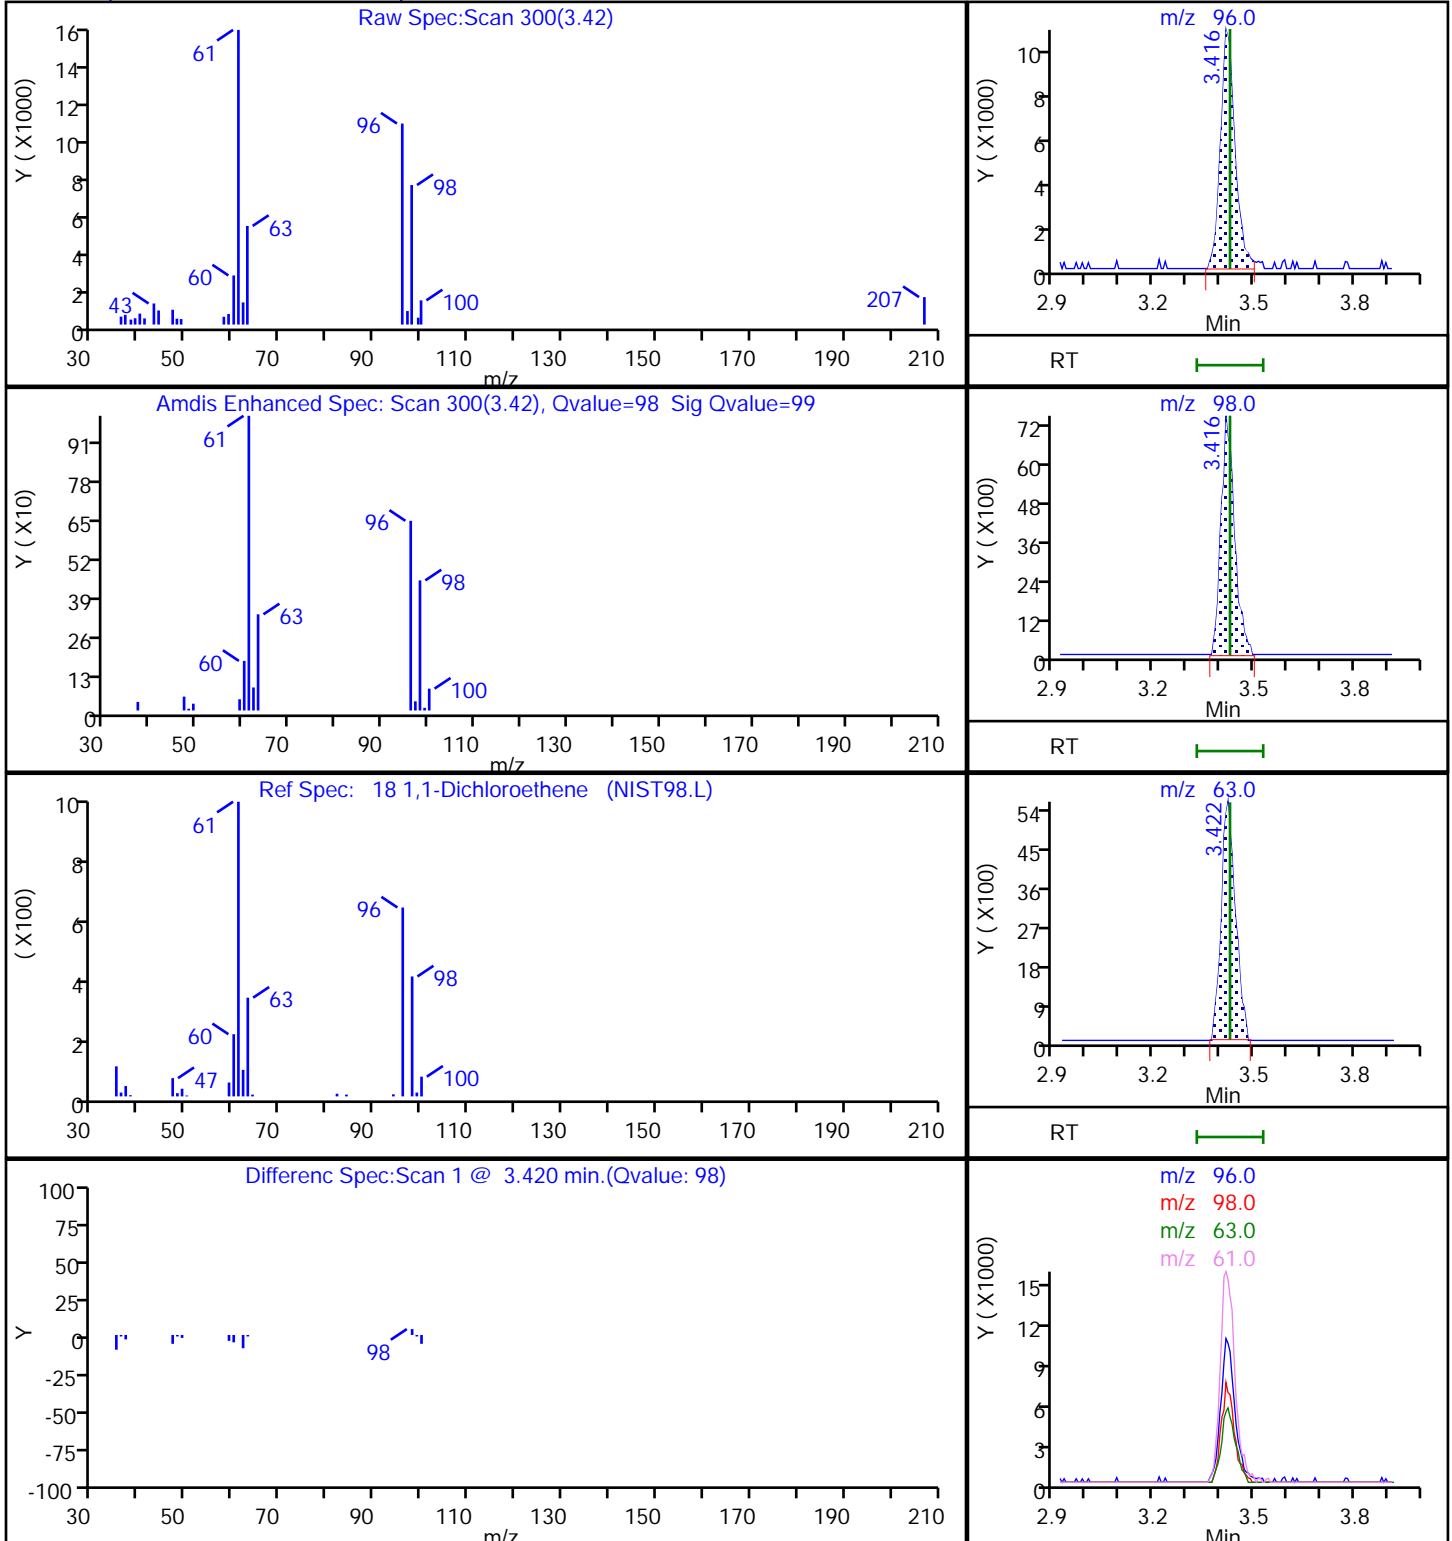 Raw Spec:Scan 300(3.42)
Y ( X1000)
16
14
12
10
8
6
4
2
0
61
96
98
63
60
43
100
207
30 50 70 90 110 130 150 170 190 210
m/z
m/z 96.0
Y ( X1000)
10
8
6
4
2
0
3.416
2.9 3.2 3.5 3.8
Min
RT
Amdis Enhanced Spec: Scan 300(3.42), Qvalue=98 Sig Qvalue=99
Y ( X10)
91
78
65
52
39
26
13
0
61
96
98
63
60
100
30 50 70 90 110 130 150 170 190 210
m/z
m/z 98.0
Y ( X100)
72
60
48
36
24
12
0
3.416
2.9 3.2 3.5 3.8
Min
RT
Ref Spec: 18 1,1-Dichloroethene (NIST98.L)
( X100)
10
8
6
4
2
0
61
96
98
63
60
47
100
30 50 70 90 110 130 150 170 190 210
m/z 63.0
Y ( X100)
54
45
36
27
18
9
0
3.422
2.9 3.2 3.5 3.8
Min
RT
Differenc Spec:Scan 1 @ 3.420 min.(Qvalue: 98)
Y
100
75
50
25
0
-25
-50
-75
-100
98
30 50 70 90 110 130 150 170 190 210
m/z
m/z 96.0
m/z 98.0
m/z 63.0
m/z 61.0
Y ( X1000)
15
12
9
6
3
0
2.9 3.2 3.5 3.8
Min